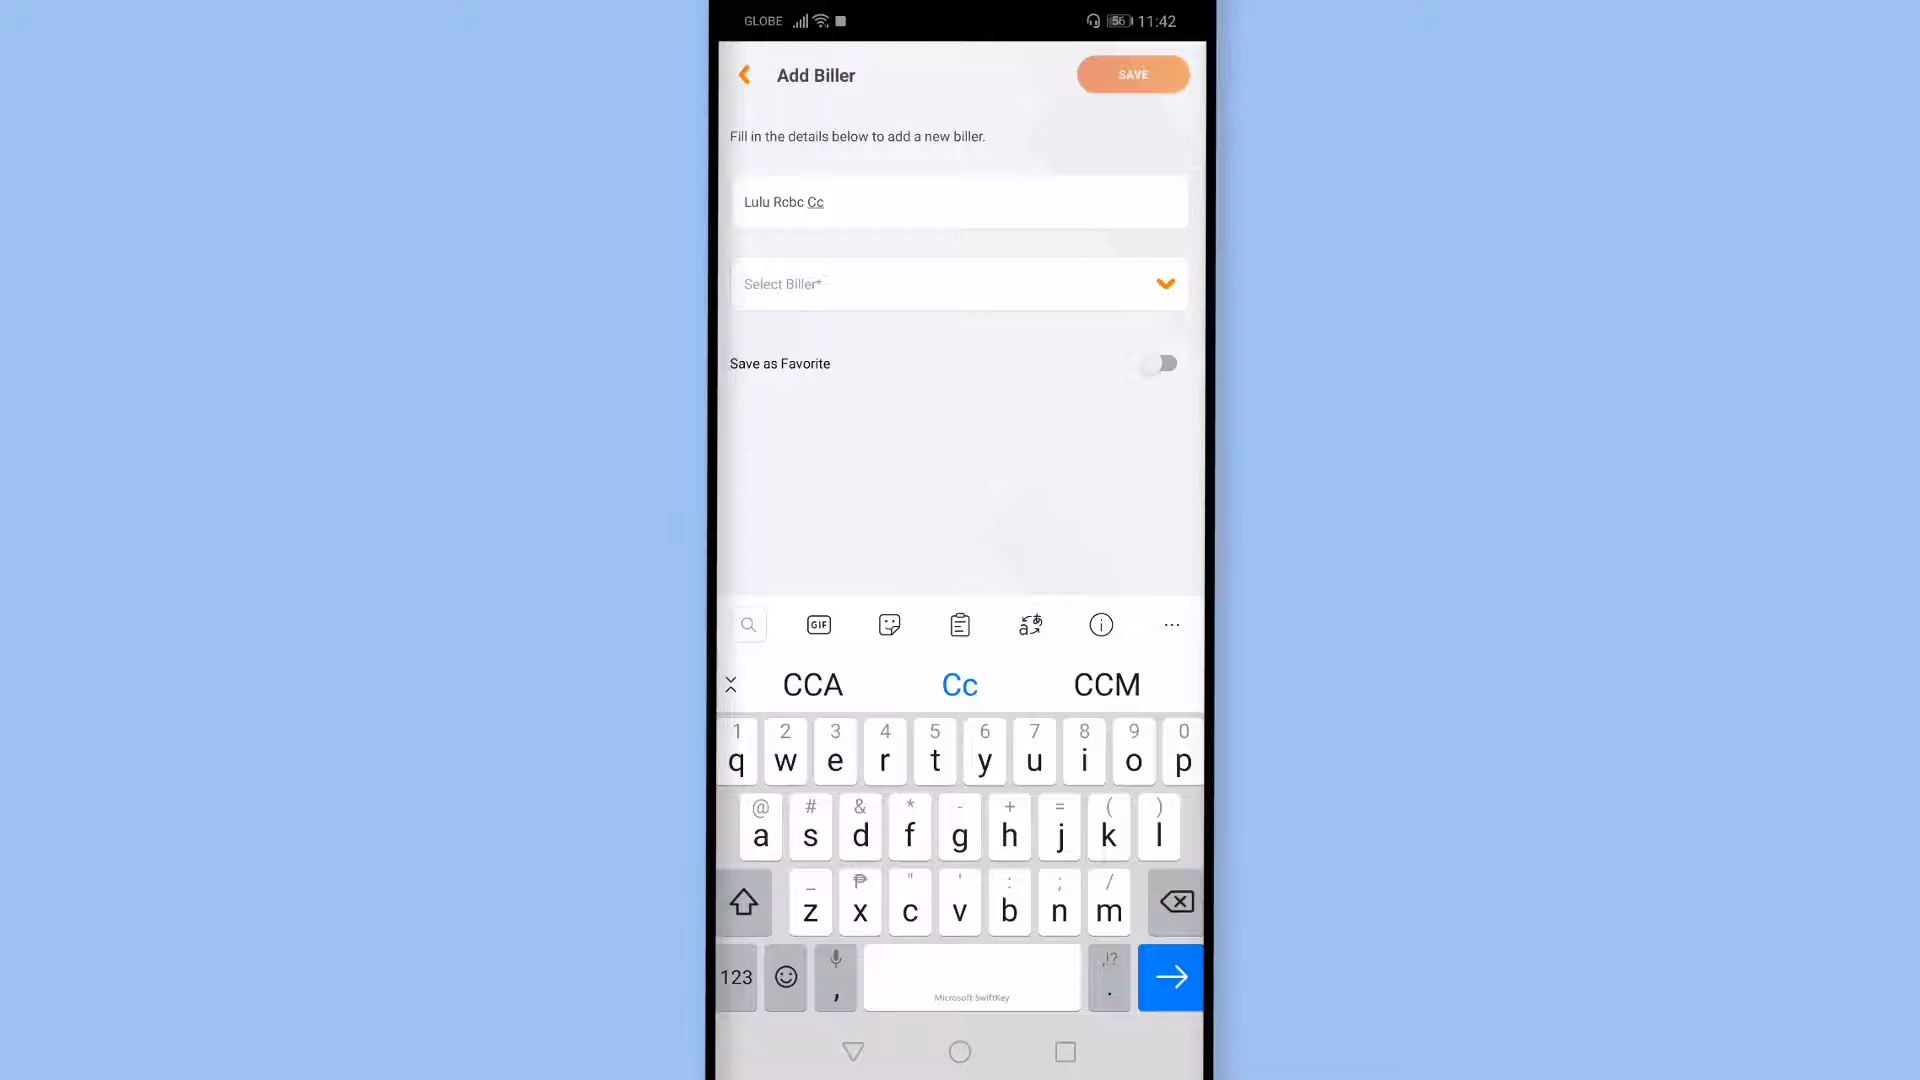 GLOBE 56 11:42
Add Biller SAVE
Fill in the details below to add a new biller.
Lulu Rcbc Cc
Select Biller*
Save as Favorite
GIF aあ i ...
CCA Cc CCM
1 2 3 4 5 6 7 8 9 0
q w e r t y u i o p
@ # & * - + = ( )
a s d f g h j k l
_ ₱ " ' : ; /
z x c v b n m
123 , Microsoft SwiftKey ,!? .